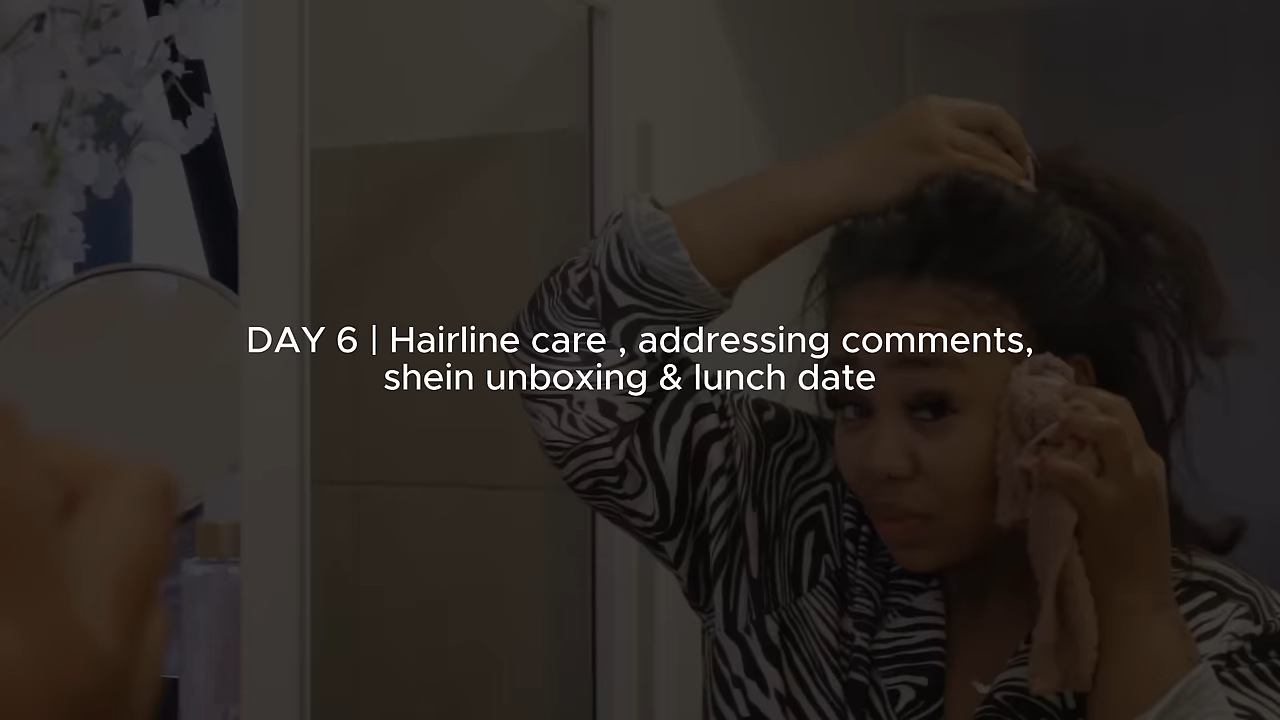 DAY 6 | Hairline care , addressing comments,
shein unboxing & lunch date